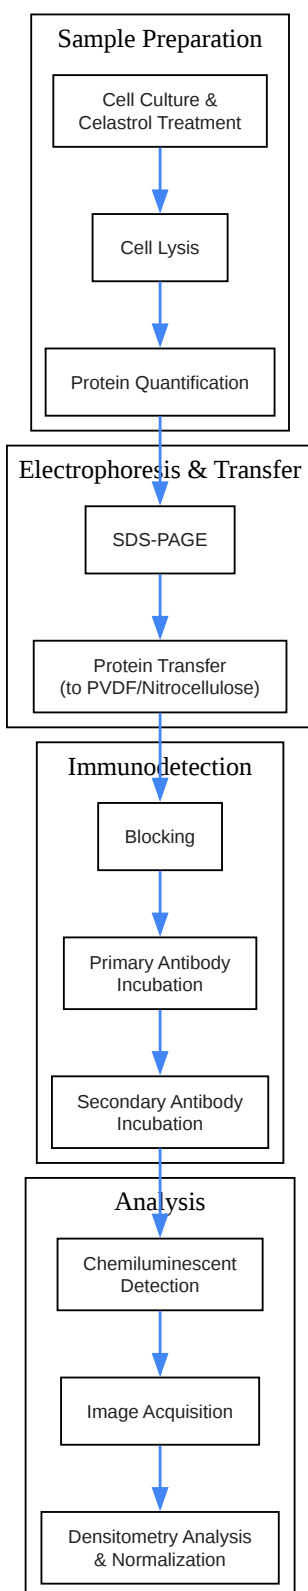 Sample Preparation
Cell Culture &
Celastrol Treatment
Cell Lysis
Protein Quantification
Electrophoresis & Transfer
SDS-PAGE
Protein Transfer
(to PVDF/Nitrocellulose)
Immunodetection
Blocking
Primary Antibody
Incubation
Secondary Antibody
Incubation
Analysis
Chemiluminescent
Detection
Image Acquisition
Densitometry Analysis
& Normalization